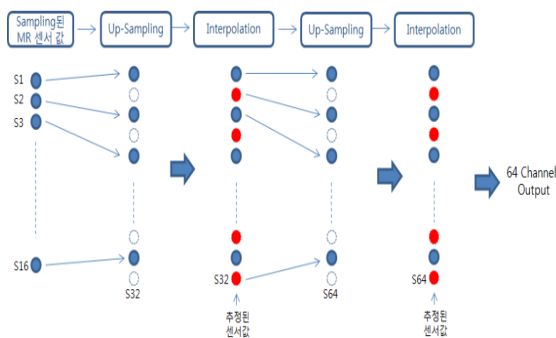 Sampling된
MR 센서 값
Up-Sampling
Interpolation
Up-Sampling
Interpolation
S1
S2
S3
S16
S32
S32
S64
S64
추정된
센서값
추정된
센서값
64 Channel
Output